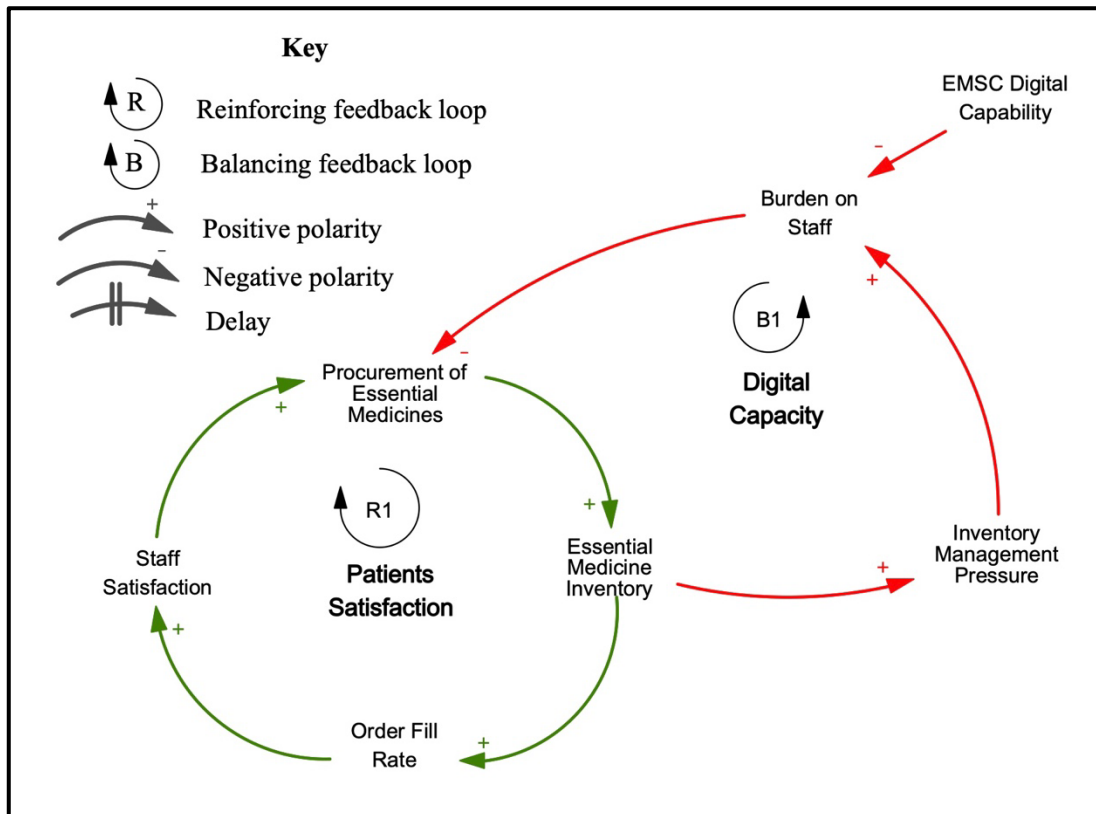 Key
R
Reinforcing feedback loop
B
Balancing feedback loop
+
Positive polarity
-
Negative polarity
Delay
EMSC Digital
Capability
-
Burden on
Staff
+
B1
Digital
Capacity
-
Procurement of
Essential
Medicines
+
+
R1
Patients
Satisfaction
Essential
Medicine
Inventory
+
Inventory
Management
Pressure
Staff
Satisfaction
+
Order Fill
Rate
+